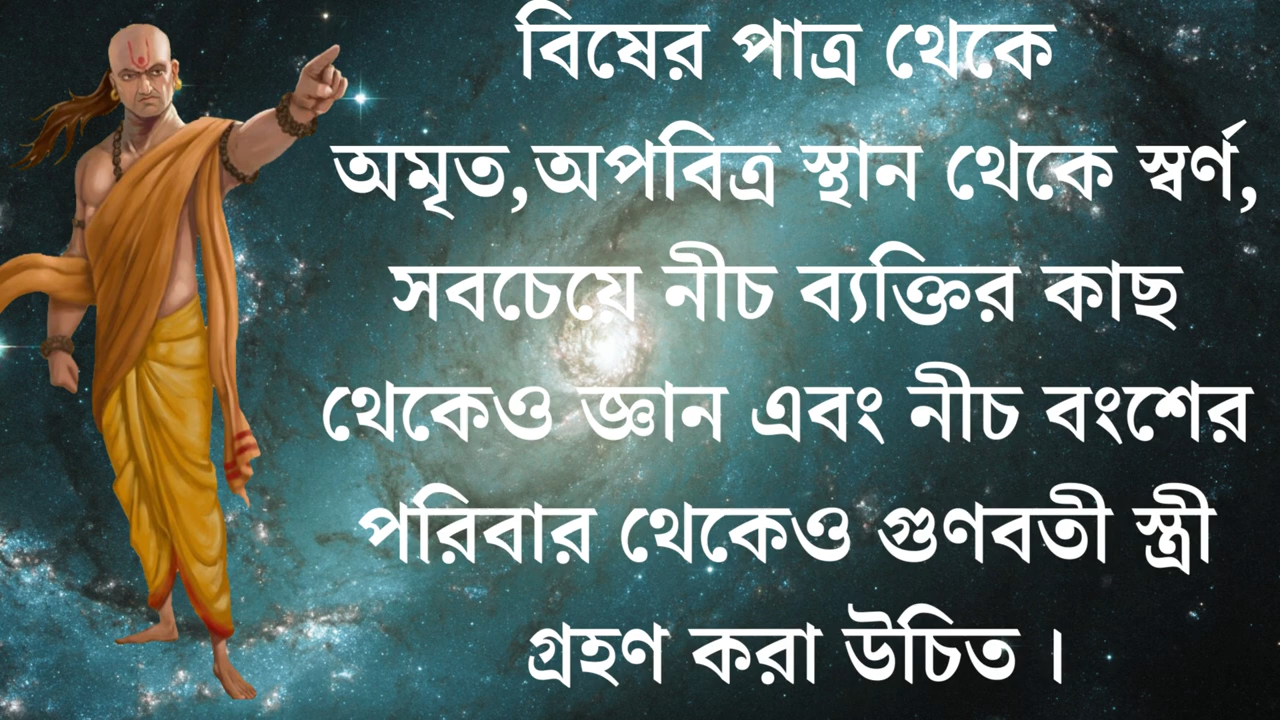 বিষের পাত্র থেকে
অমৃত,অপবিত্র স্থান থেকে স্বর্ণ,
সবচেয়ে নীচ ব্যক্তির কাছ
থেকেও জ্ঞান এবং নীচ বংশের
পরিবার থেকেও গুণবতী স্ত্রী
গ্রহণ করা উচিত ।